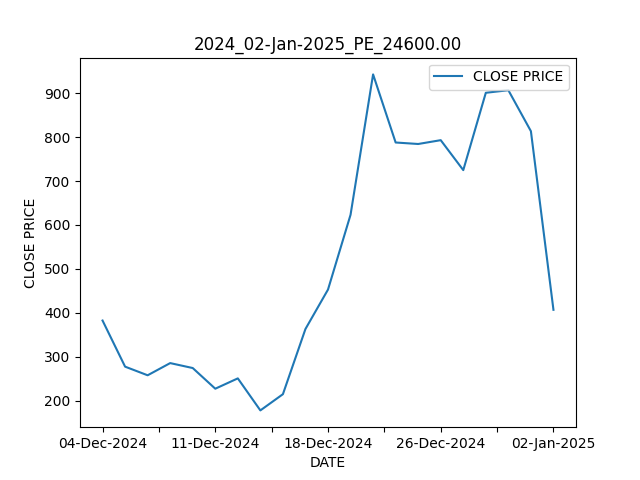 2024_02-Jan-2025_PE_24600.00
CLOSE PRICE
900
800
700
600
500
400
300
200
CLOSE PRICE
04-Dec-2024 11-Dec-2024 18-Dec-2024 26-Dec-2024 02-Jan-2025
DATE